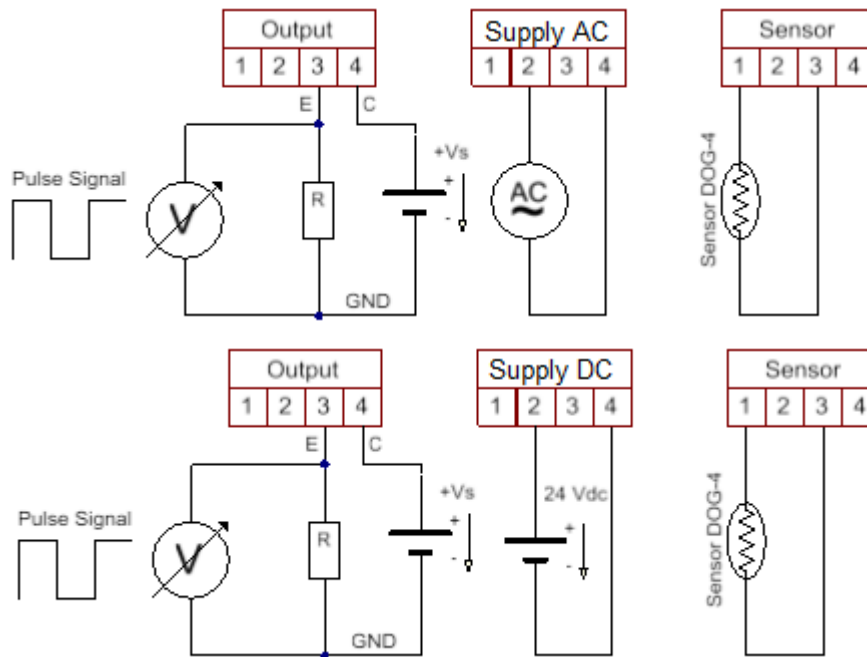 Output Supply AC Sensor
1 2 3 4 1 2 3 4 1 2 3 4
E C
+Vs
Pulse Signal + AC Sensor DOG-4
V R -
GND
Output Supply DC Sensor
1 2 3 4 1 2 3 4 1 2 3 4
E C
+Vs 24 Vdc
Pulse Signal + + Sensor DOG-4
V R - -
GND